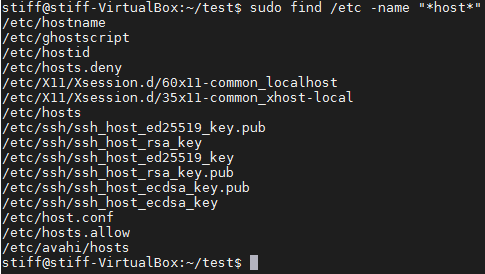 stiff@stiff-VirtualBox:~/test$ sudo find /etc -name "*host*"
/etc/hostname
/etc/ghostscript
/etc/hostid
/etc/hosts.deny
/etc/X11/Xsession.d/60x11-common_localhost
/etc/X11/Xsession.d/35x11-common_xhost-local
/etc/hosts
/etc/ssh/ssh_host_ed25519_key.pub
/etc/ssh/ssh_host_rsa_key
/etc/ssh/ssh_host_ed25519_key
/etc/ssh/ssh_host_rsa_key.pub
/etc/ssh/ssh_host_ecdsa_key.pub
/etc/ssh/ssh_host_ecdsa_key
/etc/host.conf
/etc/hosts.allow
/etc/avahi/hosts
stiff@stiff-VirtualBox:~/test$